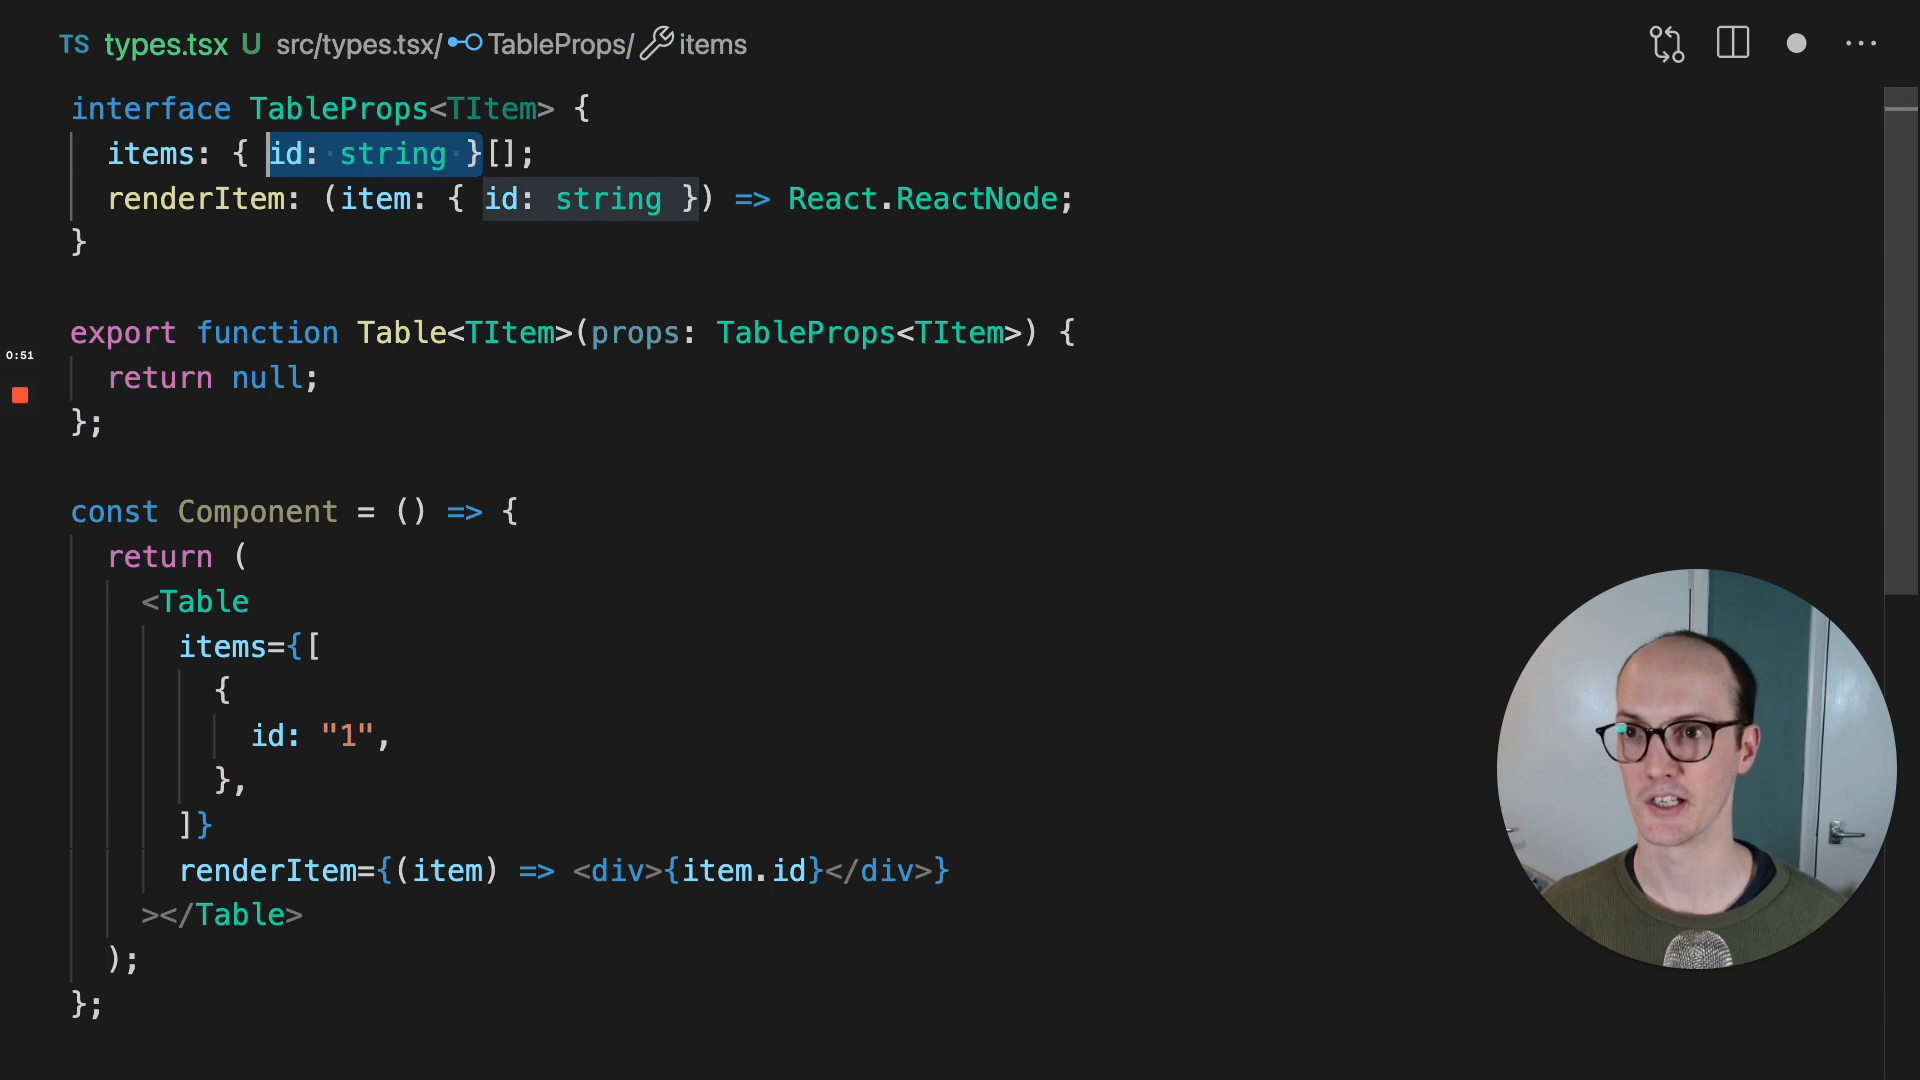 TS types.tsx U src/types.tsx/ TableProps/ items
interface TableProps<TItem> {
items: { id: string }[];
renderItem: (item: { id: string }) => React.ReactNode;
}
export function Table<TItem>(props: TableProps<TItem>) {
0:51
return null;
};
const Component = () => {
return (
<Table
items={[
{
id: "1",
},
]}
renderItem={(item) => <div>{item.id}</div>}
></Table>
);
};